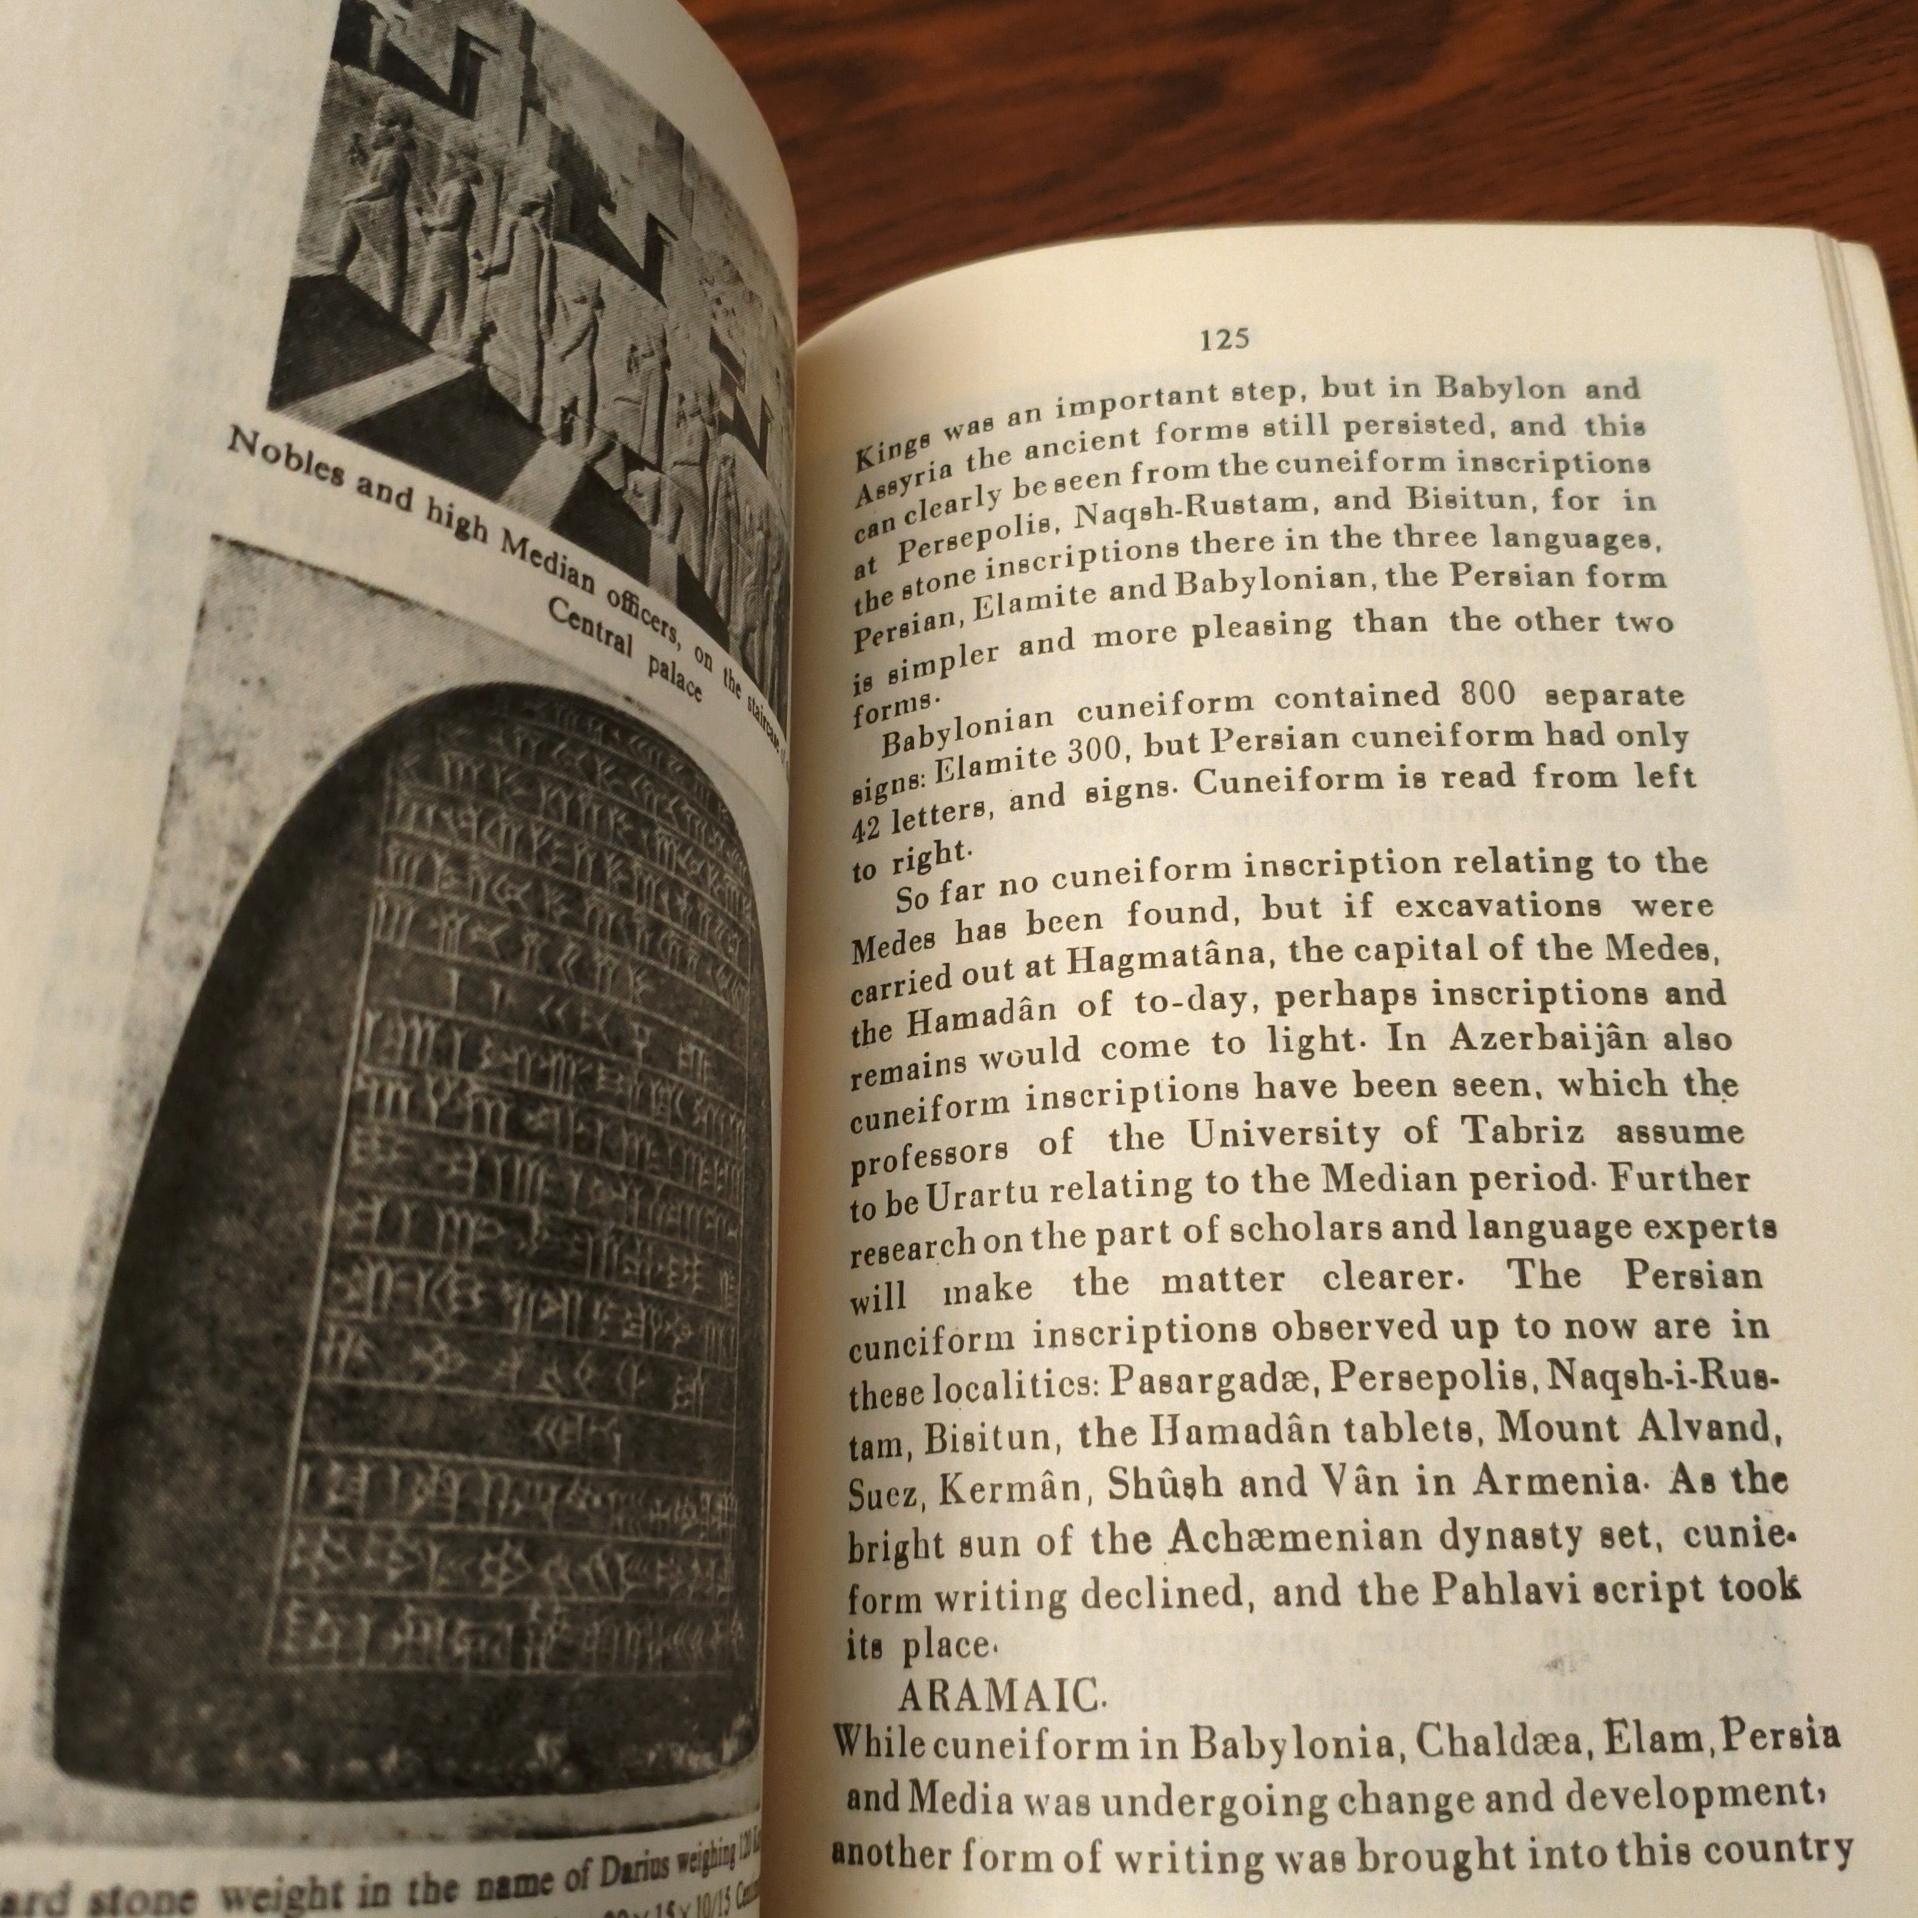 Nobles and high Median officers, on the staircase
Central palace
stone weight in the name of Darius weighing 120
125
Kings was an important step, but in Babylon and
Assyria the ancient forms still persisted, and this
can clearly be seen from the cuneiform inscriptions
at Persepolis, Naqsh-Rustam, and Bisitun, for in
the stone inscriptions there in the three languages,
Persian, Elamite and Babylonian, the Persian form
is simpler and more pleasing than the other two
forms.
Babylonian cuneiform contained 800 separate
signs: Elamite 300, but Persian cuneiform had only
42 letters, and signs. Cuneiform is read from left
to right.
So far no cuneiform inscription relating to the
Medes has been found, but if excavations were
carried out at Hagmatâna, the capital of the Medes,
the Hamadân of to-day, perhaps inscriptions and
remains would come to light. In Azerbaijân also
cuneiform inscriptions have been seen, which the
professors of the University of Tabriz assume
to be Urartu relating to the Median period. Further
research on the part of scholars and language experts
will make the matter clearer. The Persian
cunciform inscriptions observed up to now are in
these localitics: Pasargadæ, Persepolis, Naqsh-i-Rus-
tam, Bisitun, the Hamadân tablets, Mount Alvand,
Suez, Kermân, Shûsh and Vân in Armenia. As the
bright sun of the Achæmenian dynasty set, cunie-
form writing declined, and the Pahlavi script took
its place.
ARAMAIC.
While cuneiform in Babylonia, Chaldæa, Elam, Persia
and Media was undergoing change and development,
another form of writing was brought into this country